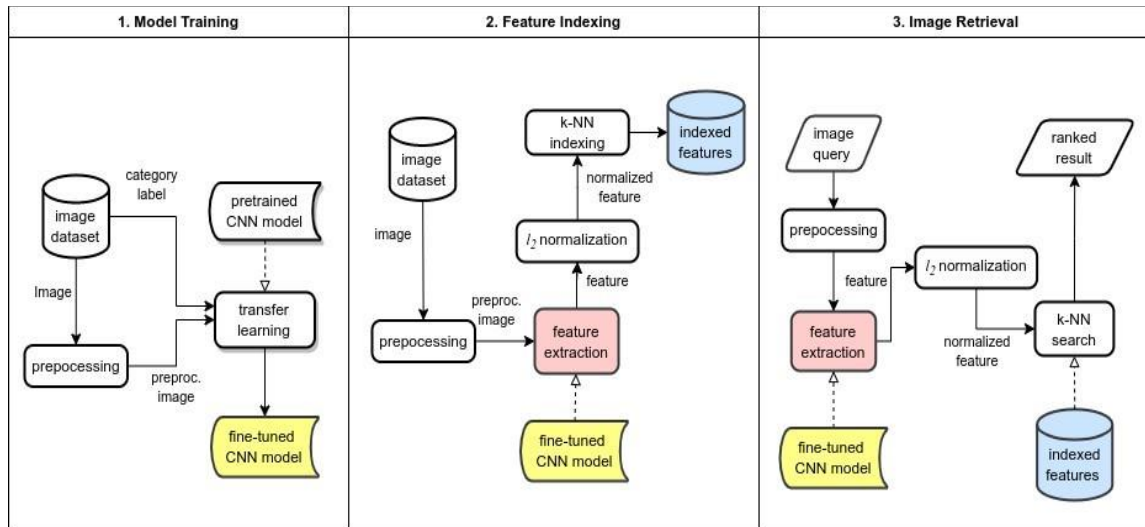 1. Model Training
2. Feature Indexing
3. Image Retrieval
category
label
image
dataset
pretrained
CNN model
Image
transfer
learning
prepocessing
preproc.
image
fine-tuned
CNN model
image
dataset
k-NN
indexing
indexed
features
normalized
feature
image
l2 normalization
feature
preproc.
image
prepocessing
feature
extraction
fine-tuned
CNN model
image
query
ranked
result
prepocessing
feature
l2 normalization
feature
extraction
normalized
feature
k-NN
search
fine-tuned
CNN model
indexed
features